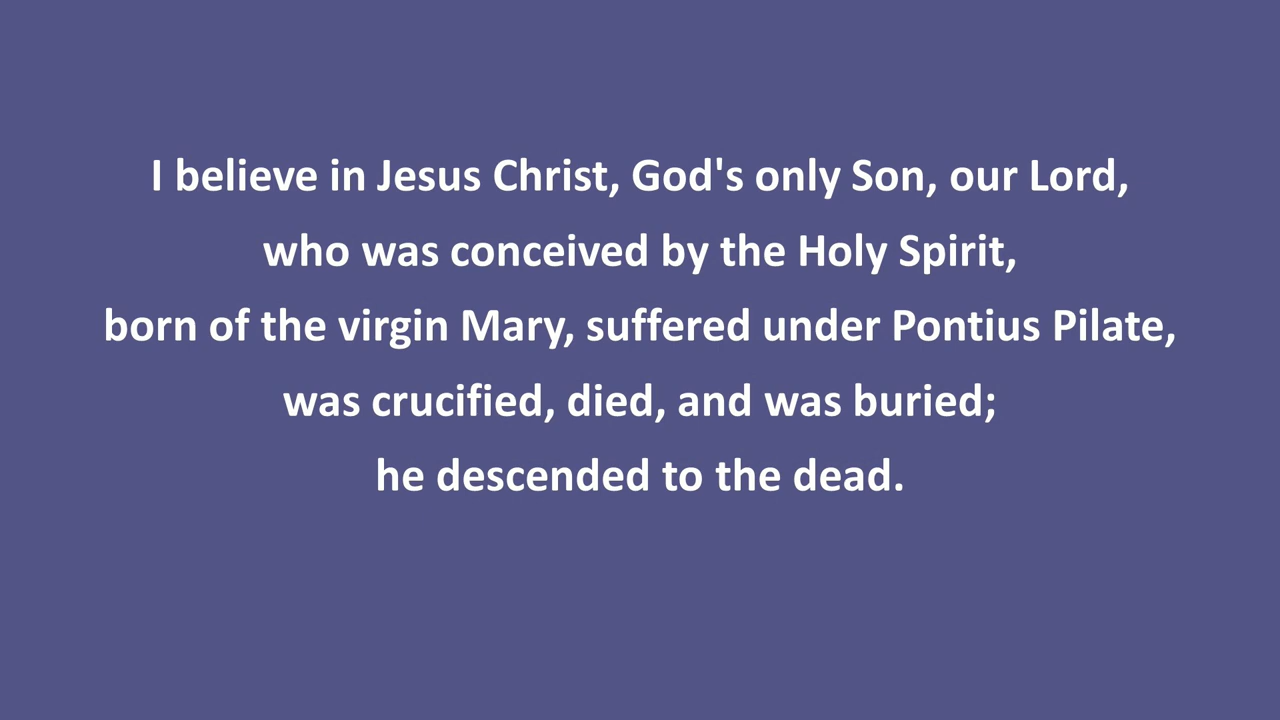 I believe in Jesus Christ, God's only Son, our Lord,
who was conceived by the Holy Spirit,
born of the virgin Mary, suffered under Pontius Pilate,
was crucified, died, and was buried;
he descended to the dead.